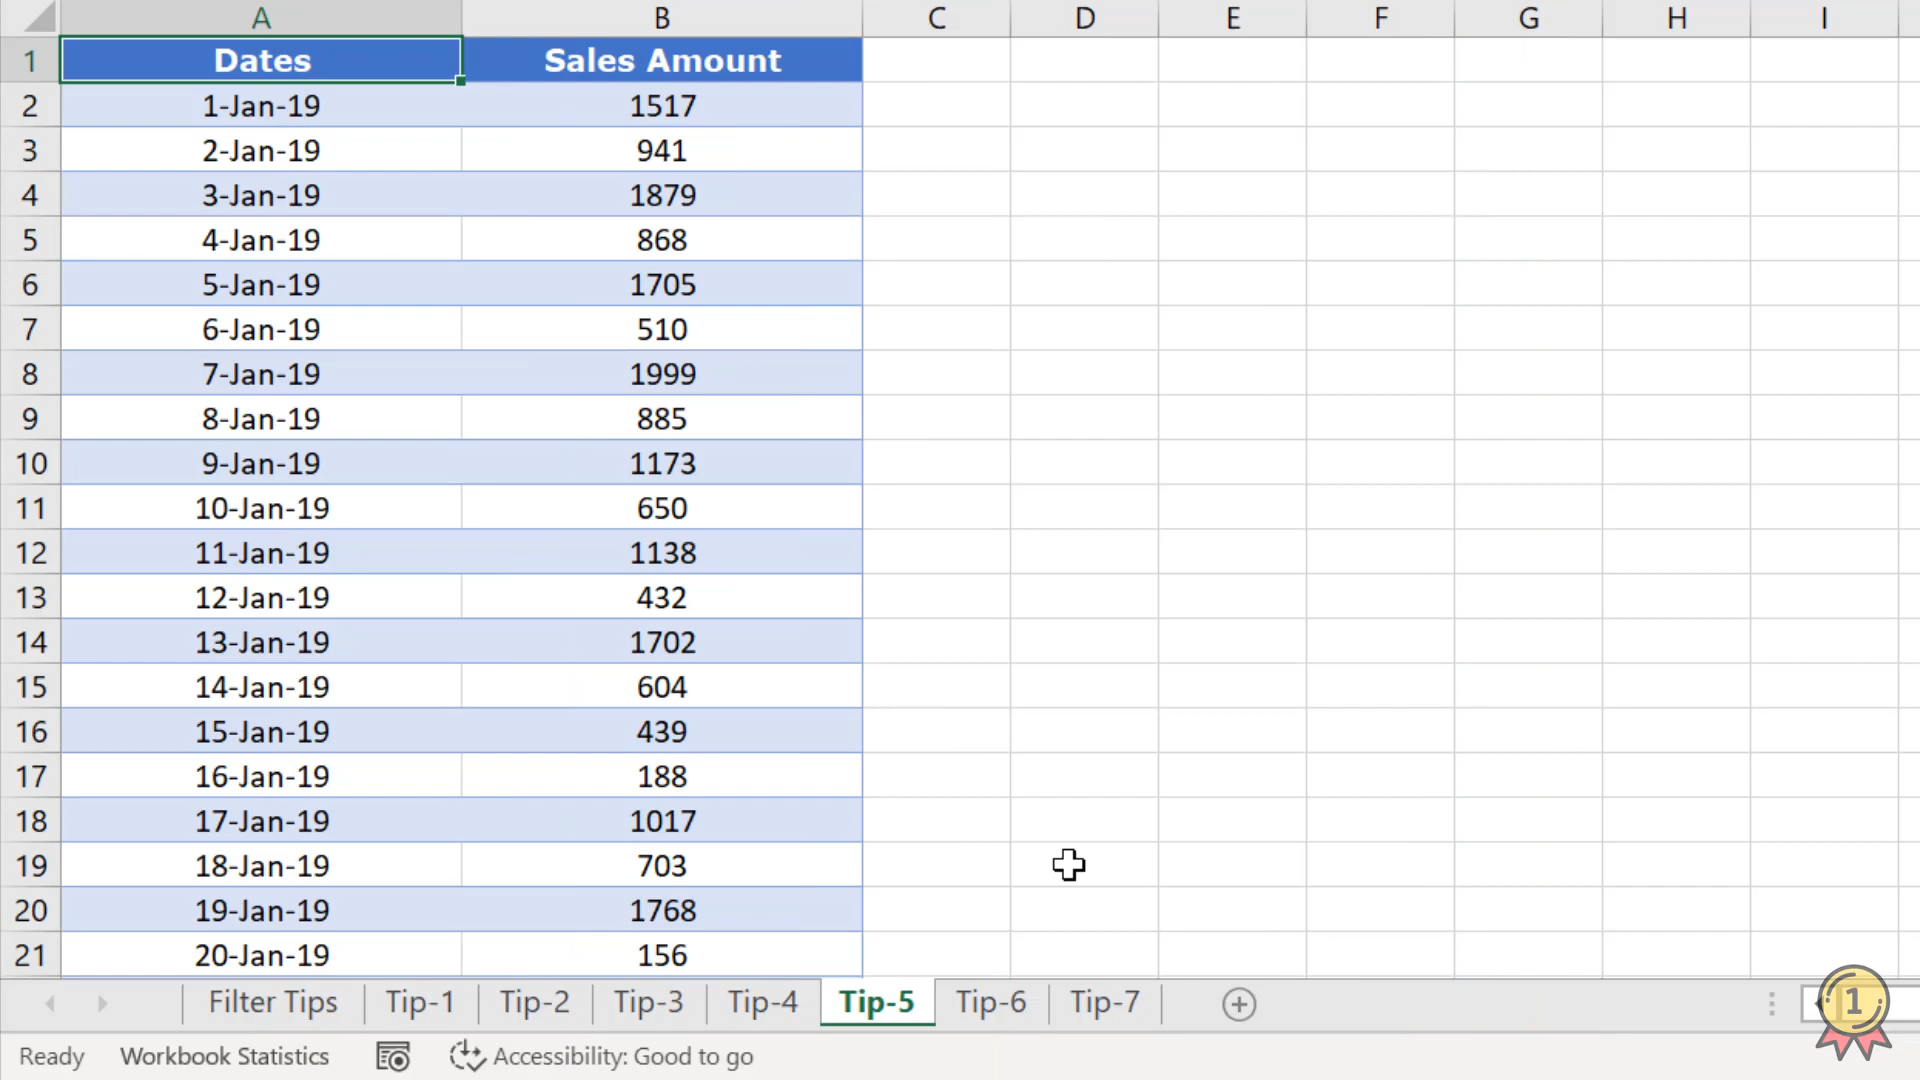 A B C D E F G H I
1 Dates Sales Amount
2 1-Jan-19 1517
3 2-Jan-19 941
4 3-Jan-19 1879
5 4-Jan-19 868
6 5-Jan-19 1705
7 6-Jan-19 510
8 7-Jan-19 1999
9 8-Jan-19 885
10 9-Jan-19 1173
11 10-Jan-19 650
12 11-Jan-19 1138
13 12-Jan-19 432
14 13-Jan-19 1702
15 14-Jan-19 604
16 15-Jan-19 439
17 16-Jan-19 188
18 17-Jan-19 1017
19 18-Jan-19 703
20 19-Jan-19 1768
21 20-Jan-19 156
Filter Tips Tip-1 Tip-2 Tip-3 Tip-4 Tip-5 Tip-6 Tip-7 1
Ready Workbook Statistics Accessibility: Good to go